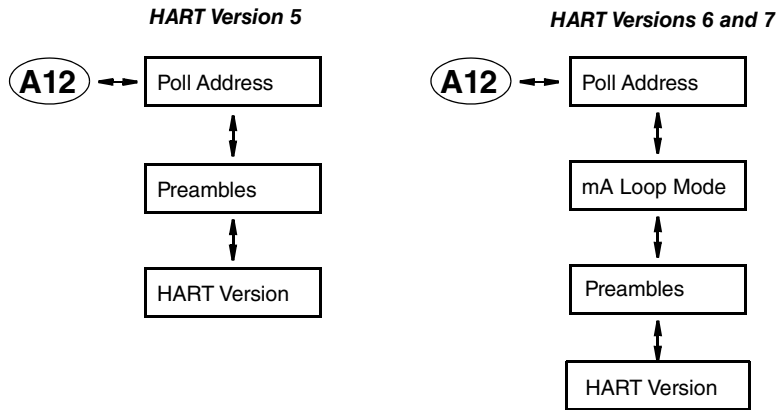 HART Version 5
A12
Poll Address
Preambles
HART Version
HART Versions 6 and 7
A12
Poll Address
mA Loop Mode
Preambles
HART Version